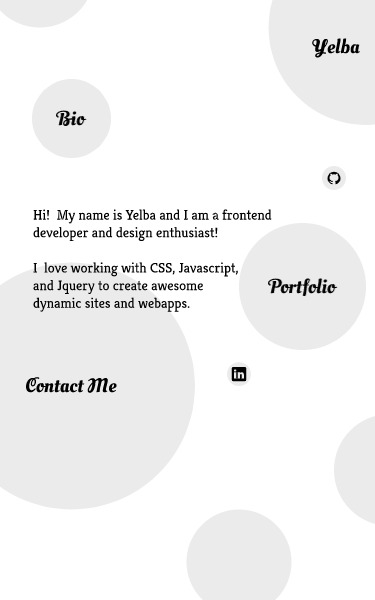 Yelba
Bio
Hi!  My name is Yelba and I am a frontend
developer and design enthusiast!
I  love working with CSS, Javascript,
and Jquery to create awesome
dynamic sites and webapps.
Portfolio
in
Contact Me